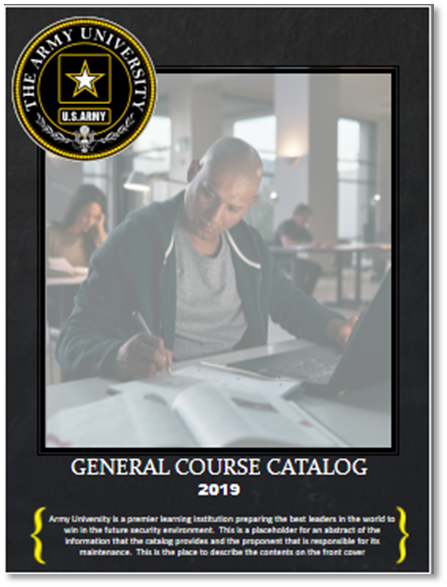 THE ARMY UNIVERSITY
U.S.ARMY
GENERAL COURSE CATALOG
2019
Army University is a premier learning institution preparing the best leaders in the world to
win in the future security environment.  This is a placeholder for an abstract of the
information that the catalog provides and the proponent that is responsible for its
maintenance.  This is the place to describe the contents on the front cover